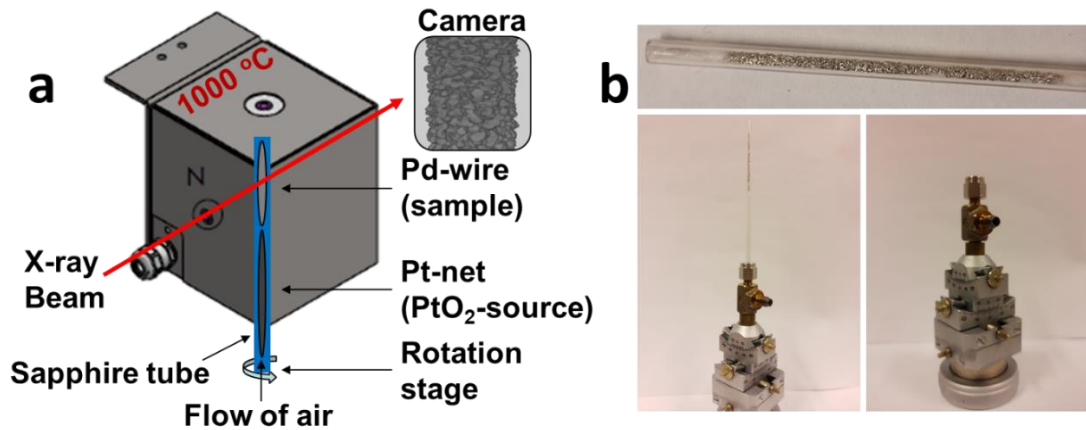 a
Camera
1000 °C
N
Pd-wire
(sample)
X-ray
Beam
Pt-net
(PtO₂-source)
Sapphire tube
Rotation
stage
Flow of air
b